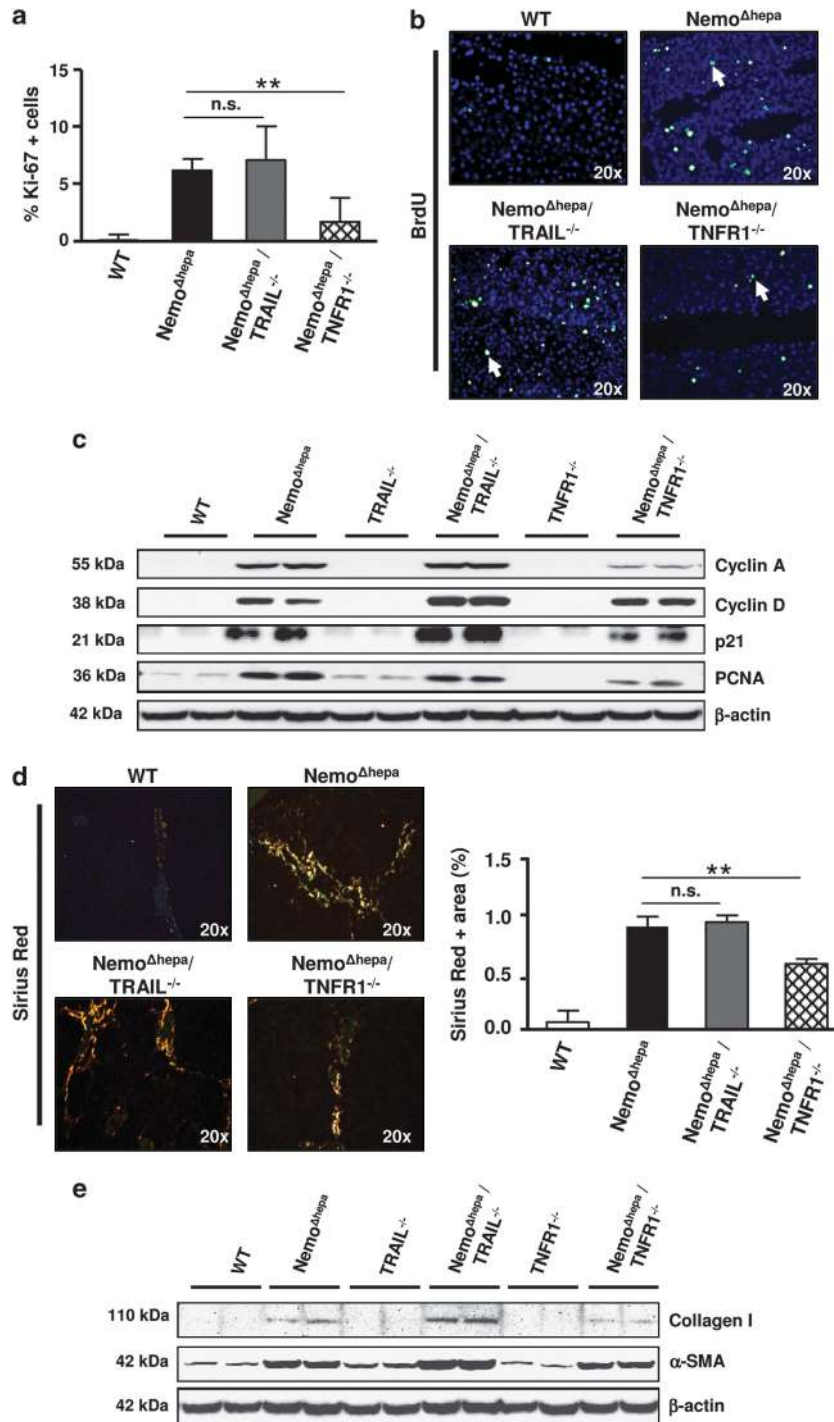 a
% Ki-67 + cells
15
10
5
0
**
n.s.
WT
Nemo^Δhepa
Nemo^Δhepa /
TRAIL^-/-
Nemo^Δhepa /
TNFR1^-/-
b
BrdU
WT
Nemo^Δhepa
20x
20x
Nemo^Δhepa/
TRAIL^-/-
Nemo^Δhepa/
TNFR1^-/-
20x
20x
c
WT
Nemo^Δhepa
TRAIL^-/-
Nemo^Δhepa /
TRAIL^-/-
TNFR1^-/-
Nemo^Δhepa /
TNFR1^-/-
55 kDa Cyclin A
38 kDa Cyclin D
21 kDa p21
36 kDa PCNA
42 kDa β-actin
d
Sirius Red
WT
Nemo^Δhepa
20x
20x
Nemo^Δhepa/
TRAIL^-/-
Nemo^Δhepa/
TNFR1^-/-
20x
20x
Sirius Red + area (%)
1.5
1.0
0.5
0.0
**
n.s.
WT
Nemo^Δhepa
Nemo^Δhepa /
TRAIL^-/-
Nemo^Δhepa /
TNFR1^-/-
e
WT
Nemo^Δhepa
TRAIL^-/-
Nemo^Δhepa /
TRAIL^-/-
TNFR1^-/-
Nemo^Δhepa /
TNFR1^-/-
110 kDa Collagen I
42 kDa α-SMA
42 kDa β-actin